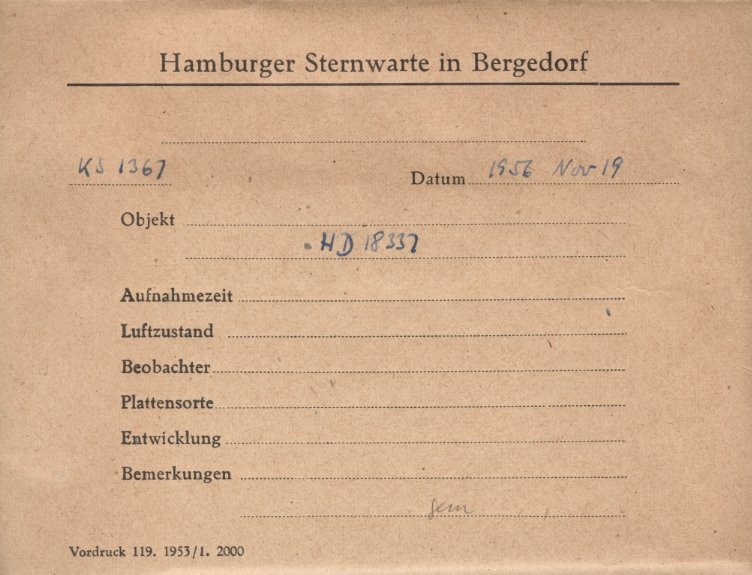 Hamburger Sternwarte in Bergedorf
KS 1367
Datum 1956 Nov 19
Objekt
HD 18337
Aufnahmezeit
Luftzustand
Beobachter
Plattensorte
Entwicklung
Bemerkungen
Vordruck 119. 1953/1. 2000